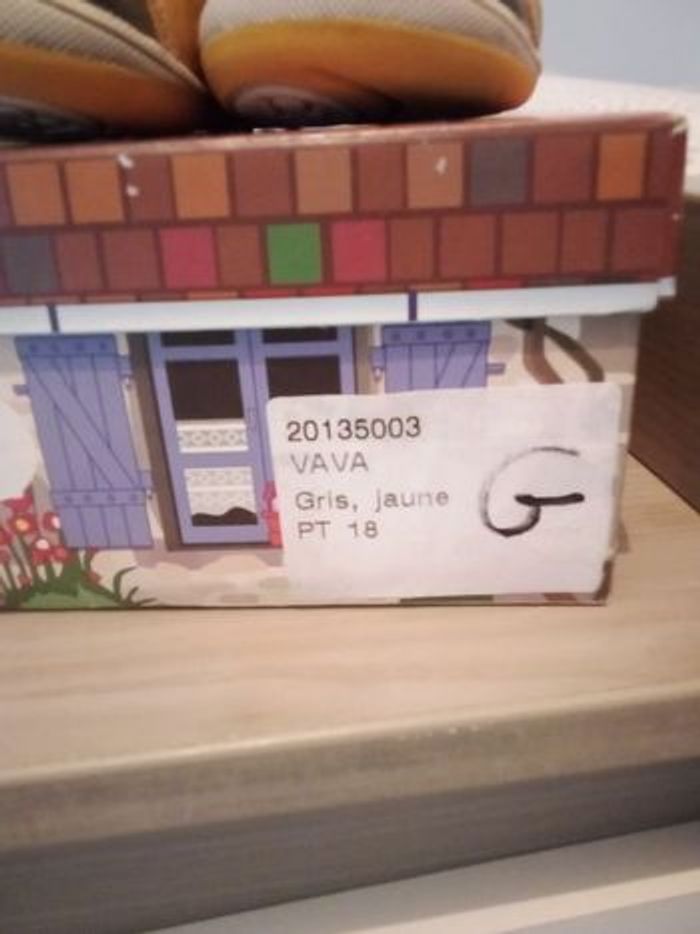 20135003
VAVA
Gris, jaune
PT 18
G